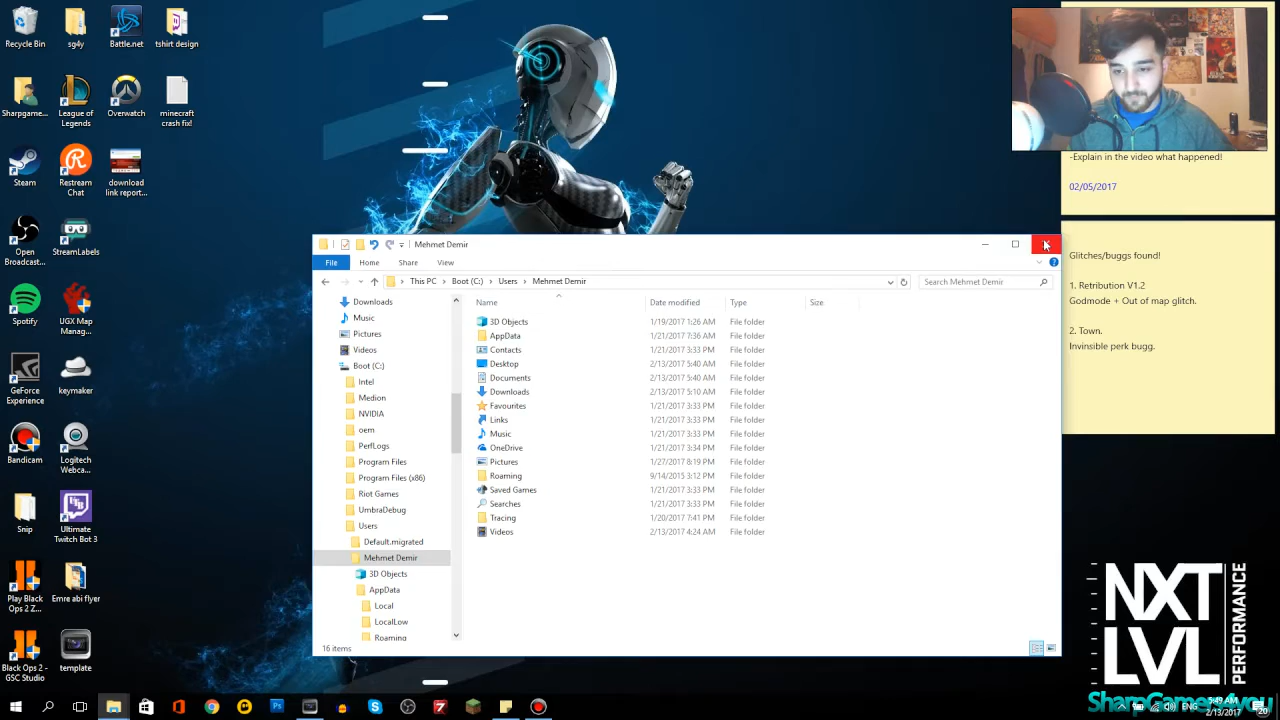 Recycle Bin
sg4y
Battle.net
tshirt design
Sharpgame...
League of
Legends
Overwatch
minecraft
crash fix!
Steam
Restream
Chat
download
link report...
Open
Broadcast...
StreamLabels
Spotify
UGX Map
Manag...
GeForce
Experience
keymaker
Bandicam
Logitech
Webca...
Snip
Ultimate
Twitch Bot 3
Play Black
Ops 2 Z...
Emre abi flyer
Black Ops 2 -
GSC Studio
template
Mehmet Demir
File Home Share View
This PC > Boot (C:) > Users > Mehmet Demir
Search Mehmet Demir
Downloads
Music
Pictures
Videos
Boot (C:)
Intel
Medion
NVIDIA
oem
PerfLogs
Program Files
Program Files (x86)
Riot Games
UmbraDebug
Users
Default.migrated
Mehmet Demir
3D Objects
AppData
Local
LocalLow
Roaming
Name Date modified Type Size
3D Objects 1/19/2017 1:26 AM File folder
AppData 1/21/2017 7:36 AM File folder
Contacts 1/21/2017 3:33 PM File folder
Desktop 2/13/2017 5:40 AM File folder
Documents 2/13/2017 5:40 AM File folder
Downloads 2/13/2017 5:10 AM File folder
Favourites 1/21/2017 3:33 PM File folder
Links 1/21/2017 3:33 PM File folder
Music 1/21/2017 3:33 PM File folder
OneDrive 1/21/2017 3:34 PM File folder
Pictures 1/27/2017 8:19 PM File folder
Roaming 9/14/2015 3:12 PM File folder
Saved Games 1/21/2017 3:33 PM File folder
Searches 1/21/2017 3:33 PM File folder
Tracing 1/20/2017 7:41 PM File folder
Videos 2/13/2017 4:24 AM File folder
16 items
-Explain in the video what happened!
02/05/2017
Glitches/buggs found!
1. Retribution V1.2
Godmode + Out of map glitch.
2. Town.
Invinsible perk bugg.
NXT
LVL
PERFORMANCE
SharpGames4you
ENG
5:49 AM
2/13/2017
20